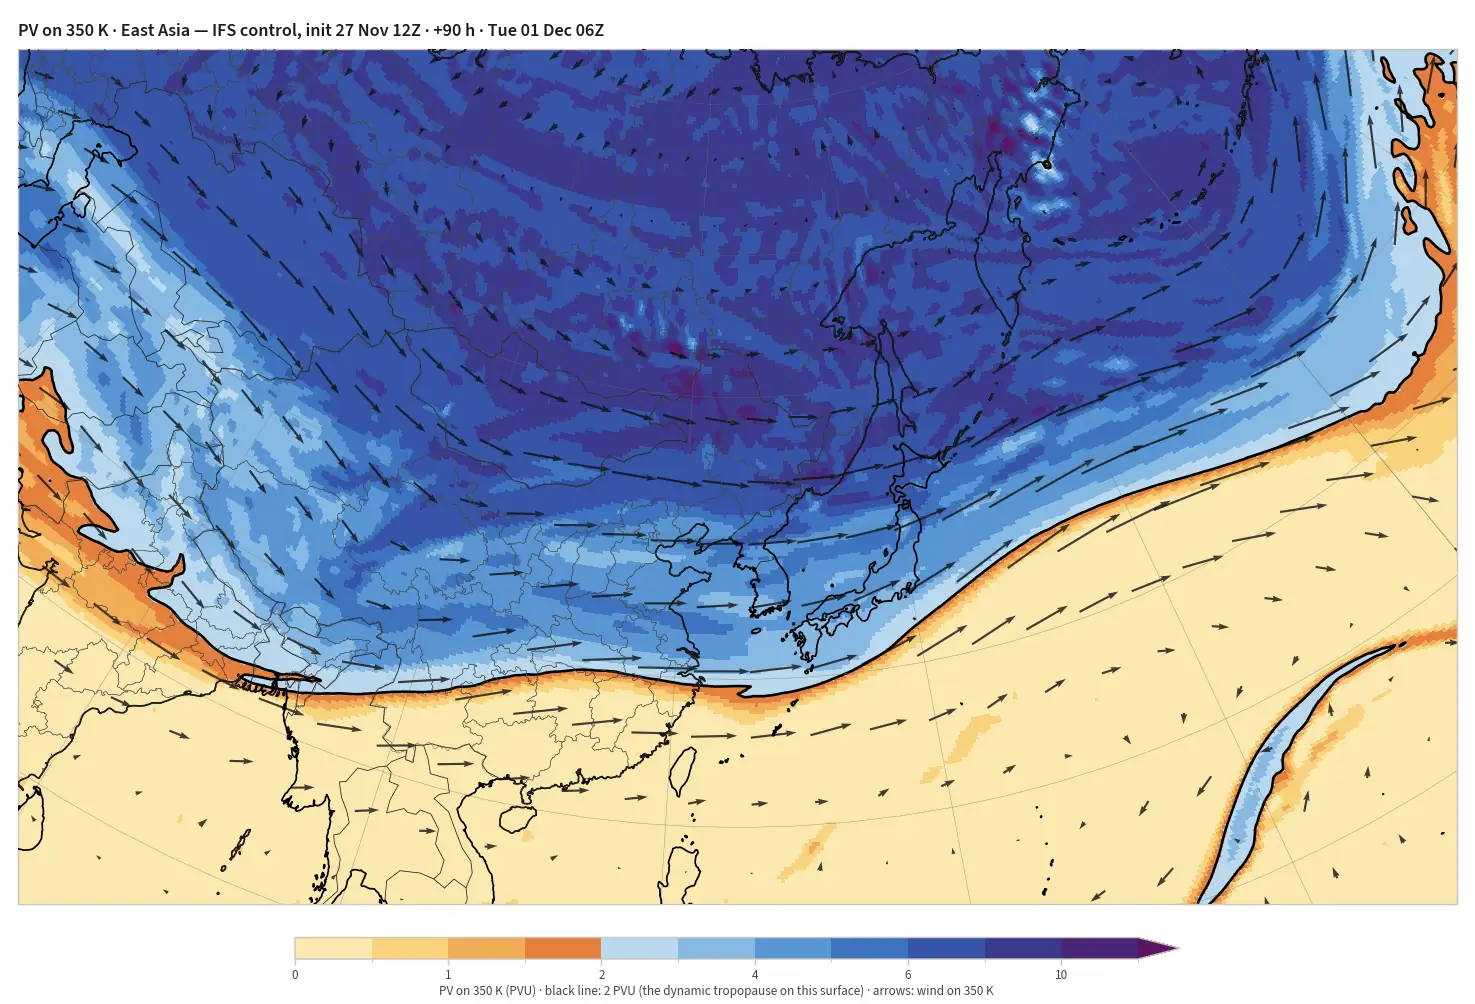 PV on 350 K · East Asia — IFS control, init 27 Nov 12Z · +90 h · Tue 01 Dec 06Z
0 1 2 4 6 10
PV on 350 K (PVU) · black line: 2 PVU (the dynamic tropopause on this surface) · arrows: wind on 350 K